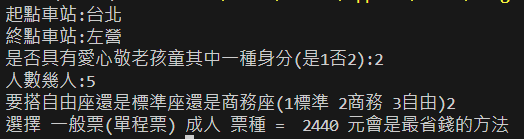 起點車站:台北
終點車站:左營
是否具有愛心敬老孩童其中一種身分(是1否2):2
人數幾人:5
要搭自由座還是標準座還是商務座(1標準 2商務 3自由)2
選擇 一般票(單程票) 成人 票種 =  2440 元會是最省錢的方法